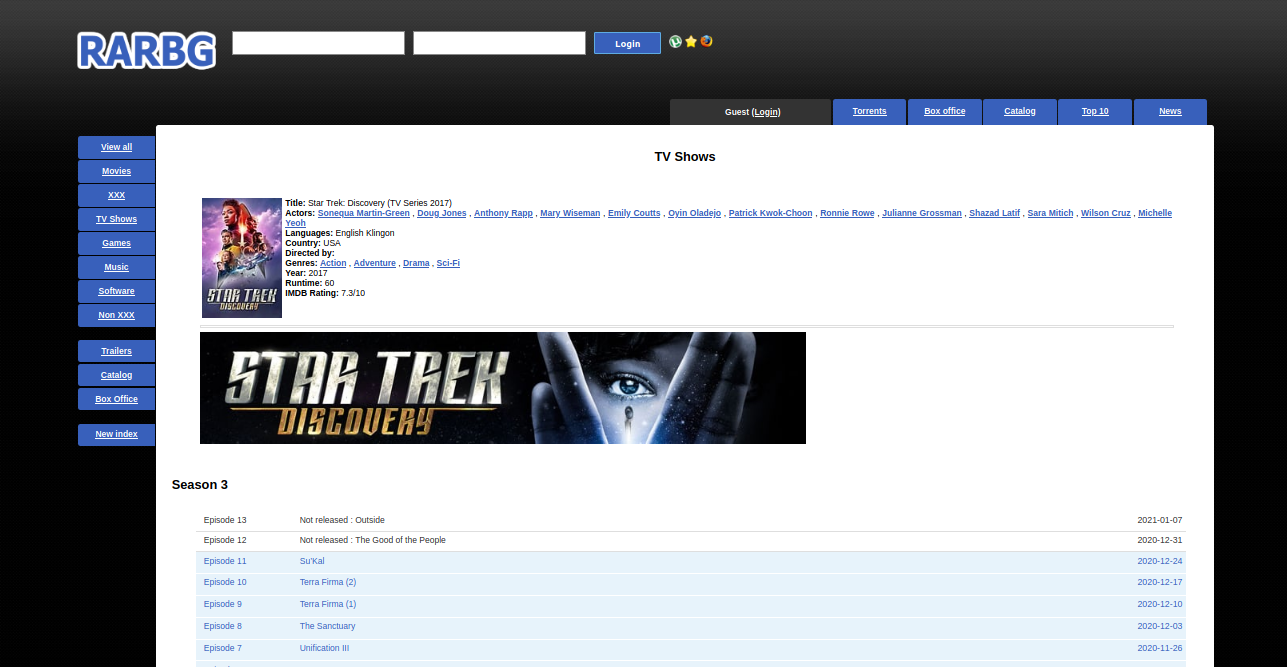 RARBG
Login
Guest (Login)
Torrents
Box office
Catalog
Top 10
News
View all
Movies
XXX
TV Shows
Games
Music
Software
Non XXX
Trailers
Catalog
Box Office
New index
TV Shows
STAR TREK
DISCOVERY
Title: Star Trek: Discovery (TV Series 2017)
Actors: Sonequa Martin-Green , Doug Jones , Anthony Rapp , Mary Wiseman , Emily Coutts , Oyin Oladejo , Patrick Kwok-Choon , Ronnie Rowe , Julianne Grossman , Shazad Latif , Sara Mitich , Wilson Cruz , Michelle
Yeoh
Languages: English Klingon
Country: USA
Directed by:
Genres: Action , Adventure , Drama , Sci-Fi
Year: 2017
Runtime: 60
IMDB Rating: 7.3/10
STAR TREK
DISCOVERY
Season 3
Episode 13 Not released : Outside 2021-01-07
Episode 12 Not released : The Good of the People 2020-12-31
Episode 11 Su'Kal 2020-12-24
Episode 10 Terra Firma (2) 2020-12-17
Episode 9 Terra Firma (1) 2020-12-10
Episode 8 The Sanctuary 2020-12-03
Episode 7 Unification III 2020-11-26